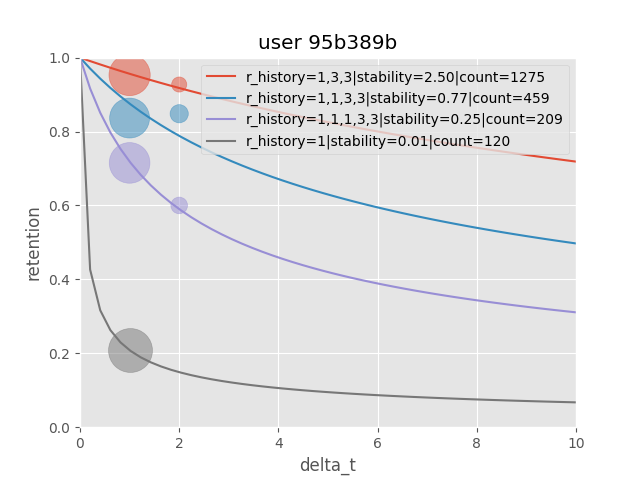 user 95b389b
r_history=1,3,3|stability=2.50|count=1275
r_history=1,1,3,3|stability=0.77|count=459
r_history=1,1,1,3,3|stability=0.25|count=209
r_history=1|stability=0.01|count=120
retention
1.0
0.8
0.6
0.4
0.2
0.0
0 2 4 6 8 10
delta_t